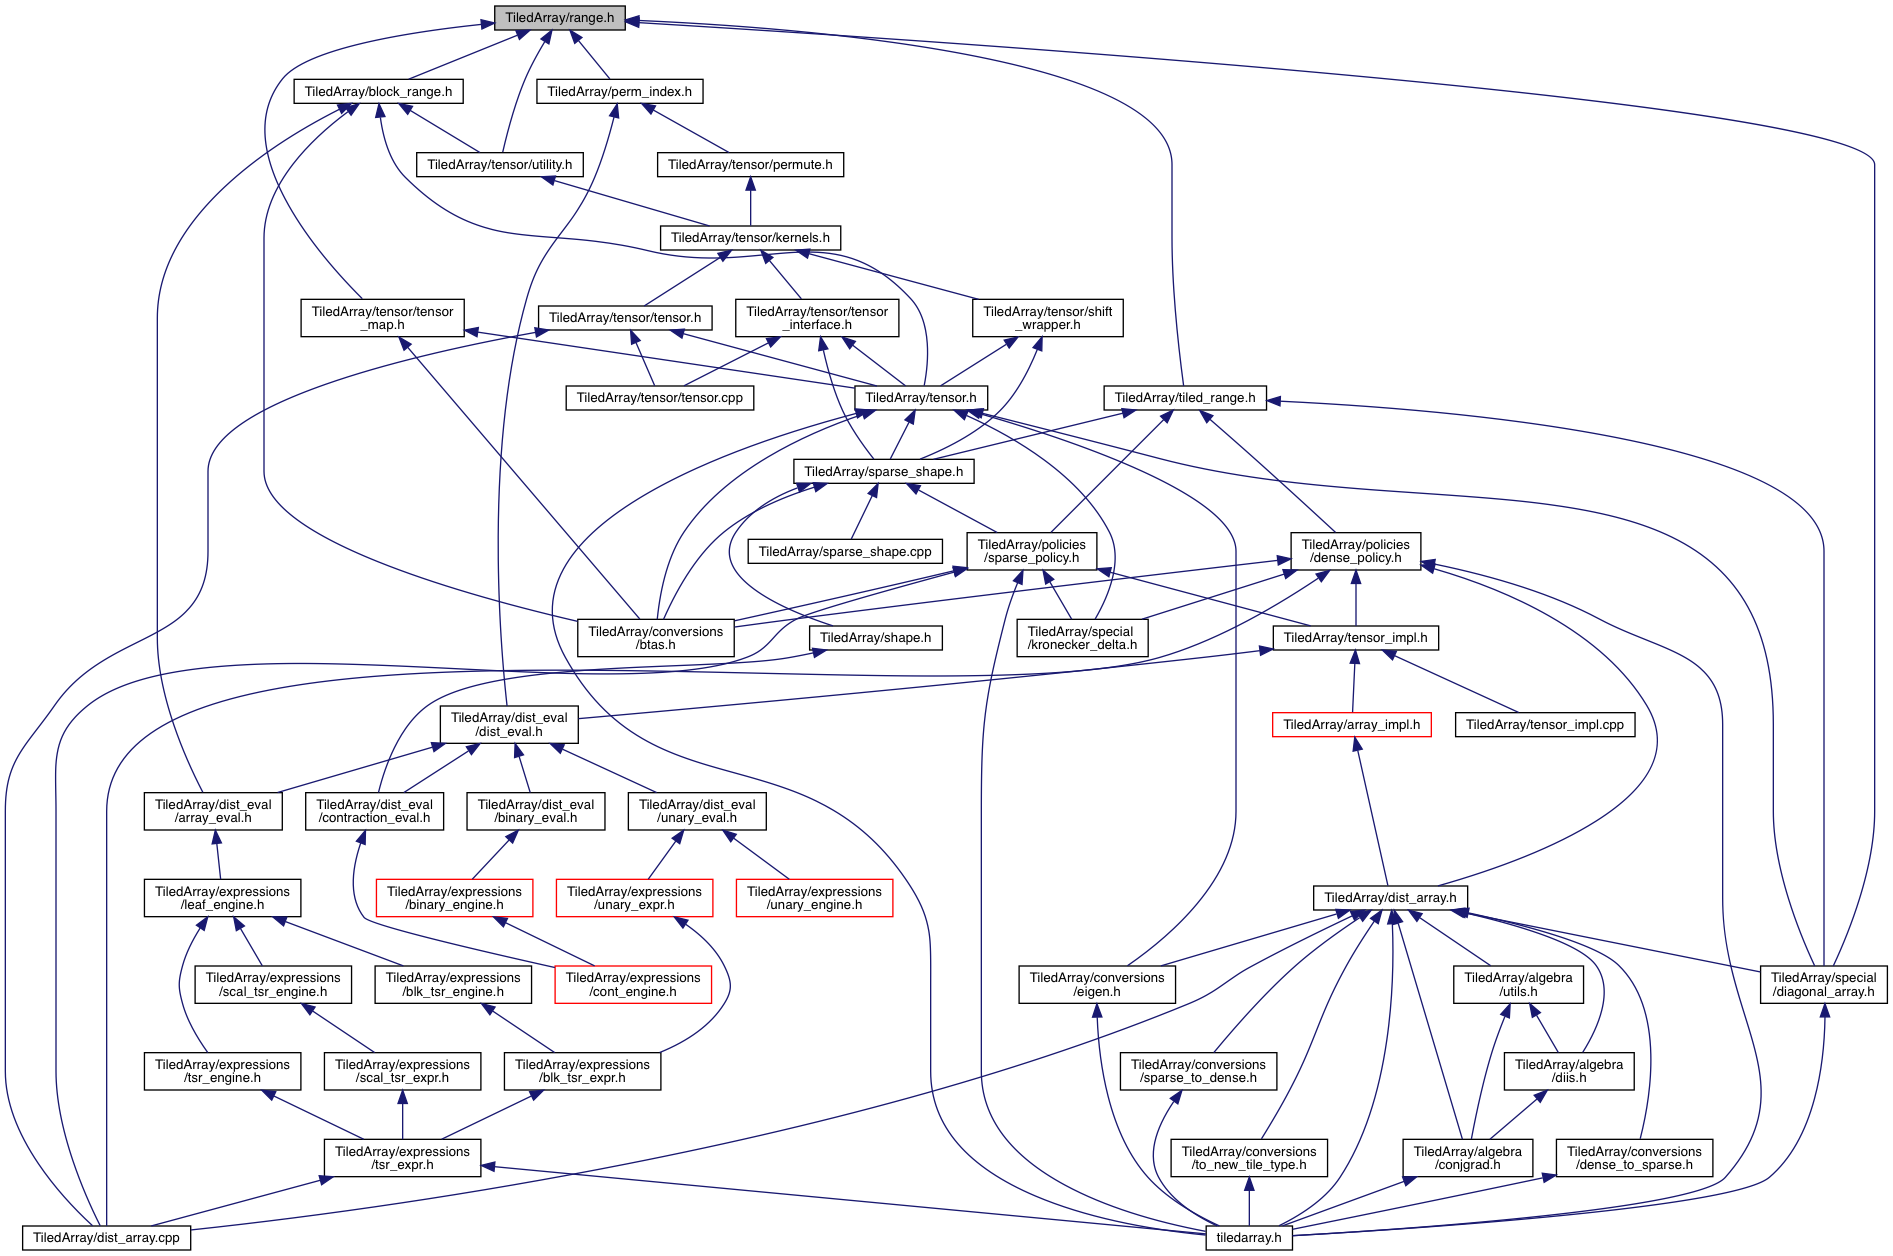 TiledArray/range.h
TiledArray/block_range.h
TiledArray/perm_index.h
TiledArray/tensor/utility.h
TiledArray/tensor/permute.h
TiledArray/tensor/kernels.h
TiledArray/tensor/tensor
_map.h
TiledArray/tensor/tensor.h
TiledArray/tensor/tensor
_interface.h
TiledArray/tensor/shift
_wrapper.h
TiledArray/tensor/tensor.cpp
TiledArray/tensor.h
TiledArray/tiled_range.h
TiledArray/sparse_shape.h
TiledArray/sparse_shape.cpp
TiledArray/policies
/sparse_policy.h
TiledArray/policies
/dense_policy.h
TiledArray/conversions
/btas.h
TiledArray/shape.h
TiledArray/special
/kronecker_delta.h
TiledArray/tensor_impl.h
TiledArray/dist_eval
/dist_eval.h
TiledArray/array_impl.h
TiledArray/tensor_impl.cpp
TiledArray/dist_eval
/array_eval.h
TiledArray/dist_eval
/contraction_eval.h
TiledArray/dist_eval
/binary_eval.h
TiledArray/dist_eval
/unary_eval.h
TiledArray/expressions
/leaf_engine.h
TiledArray/expressions
/binary_engine.h
TiledArray/expressions
/unary_expr.h
TiledArray/expressions
/unary_engine.h
TiledArray/dist_array.h
TiledArray/expressions
/scal_tsr_engine.h
TiledArray/expressions
/blk_tsr_engine.h
TiledArray/expressions
/cont_engine.h
TiledArray/conversions
/eigen.h
TiledArray/algebra
/utils.h
TiledArray/special
/diagonal_array.h
TiledArray/expressions
/tsr_engine.h
TiledArray/expressions
/scal_tsr_expr.h
TiledArray/expressions
/blk_tsr_expr.h
TiledArray/conversions
/sparse_to_dense.h
TiledArray/algebra
/diis.h
TiledArray/expressions
/tsr_expr.h
TiledArray/conversions
/to_new_tile_type.h
TiledArray/algebra
/conjgrad.h
TiledArray/conversions
/dense_to_sparse.h
TiledArray/dist_array.cpp
tiledarray.h